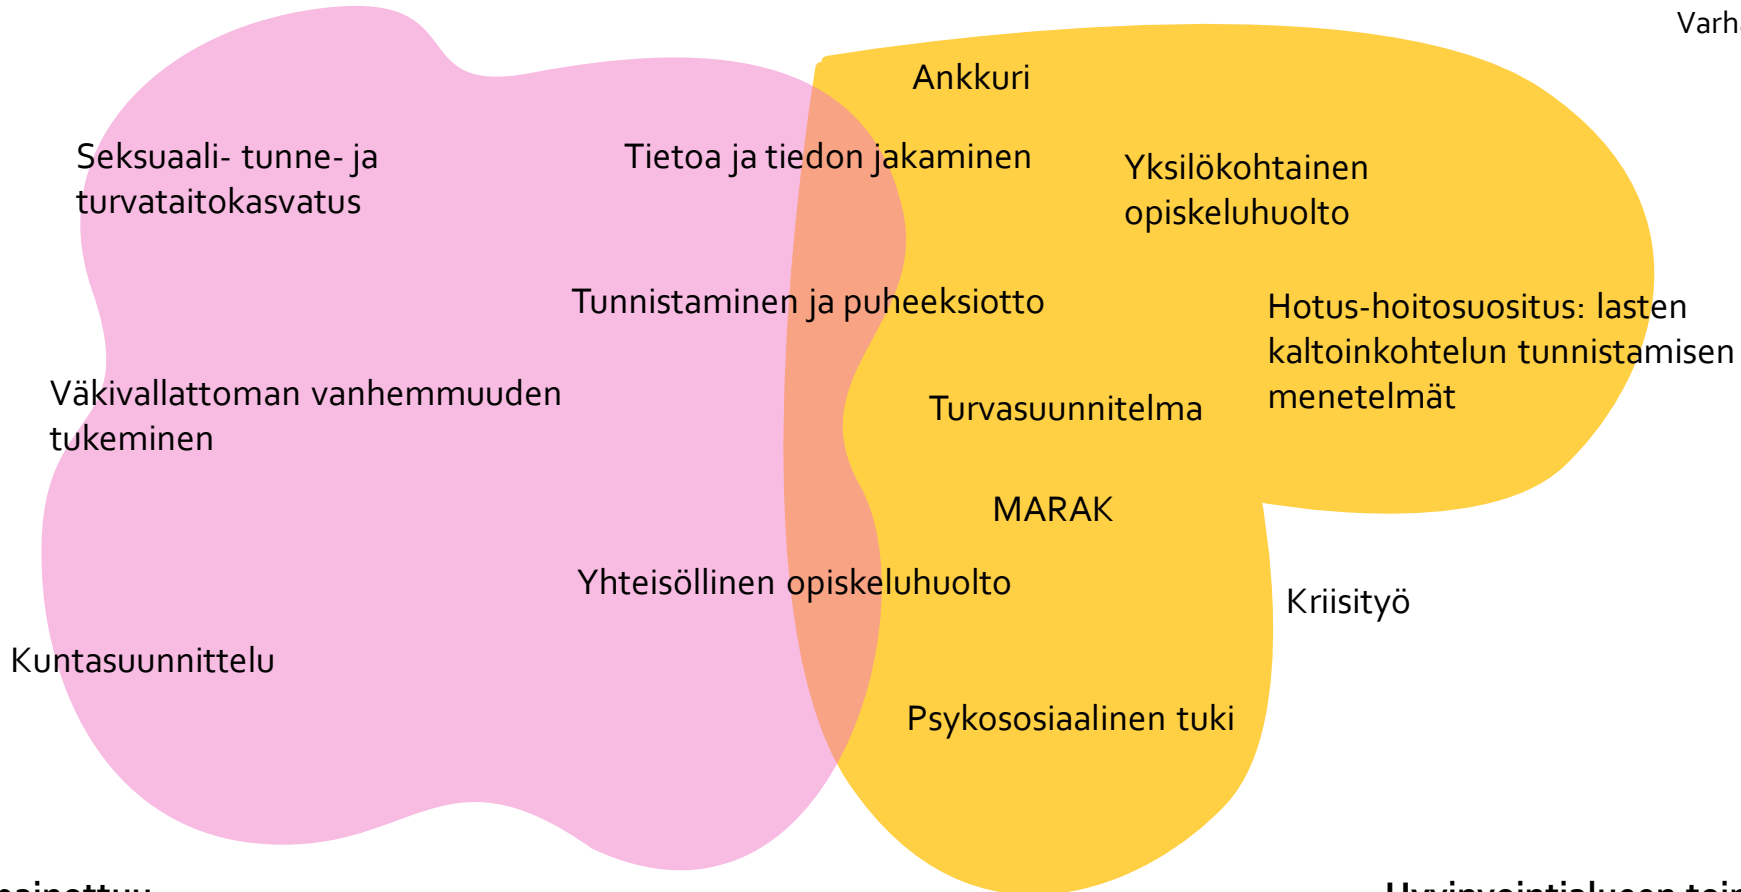 Ankkuri
Seksuaali- tunne- ja
turvataitokasvatus
Tietoa ja tiedon jakaminen
Yksilökohtainen
opiskeluhuolto
Tunnistaminen ja puheeksiotto
Hotus-hoitosuositus: lasten
kaltoinkohtelun tunnistamisen
menetelmät
Väkivallattoman vanhemmuuden
tukeminen
Turvasuunnitelma
MARAK
Yhteisöllinen opiskeluhuolto
Kriisityö
Kuntasuunnittelu
Psykososiaalinen tuki